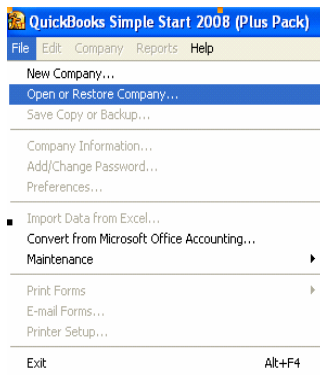 QuickBooks Simple Start 2008 (Plus Pack)
File Edit Company Reports Help
New Company...
Open or Restore Company...
Save Copy or Backup...
Company Information...
Add/Change Password...
Preferences...
Import Data from Excel...
Convert from Microsoft Office Accounting...
Maintenance
Print Forms
E-mail Forms...
Printer Setup...
Exit Alt+F4